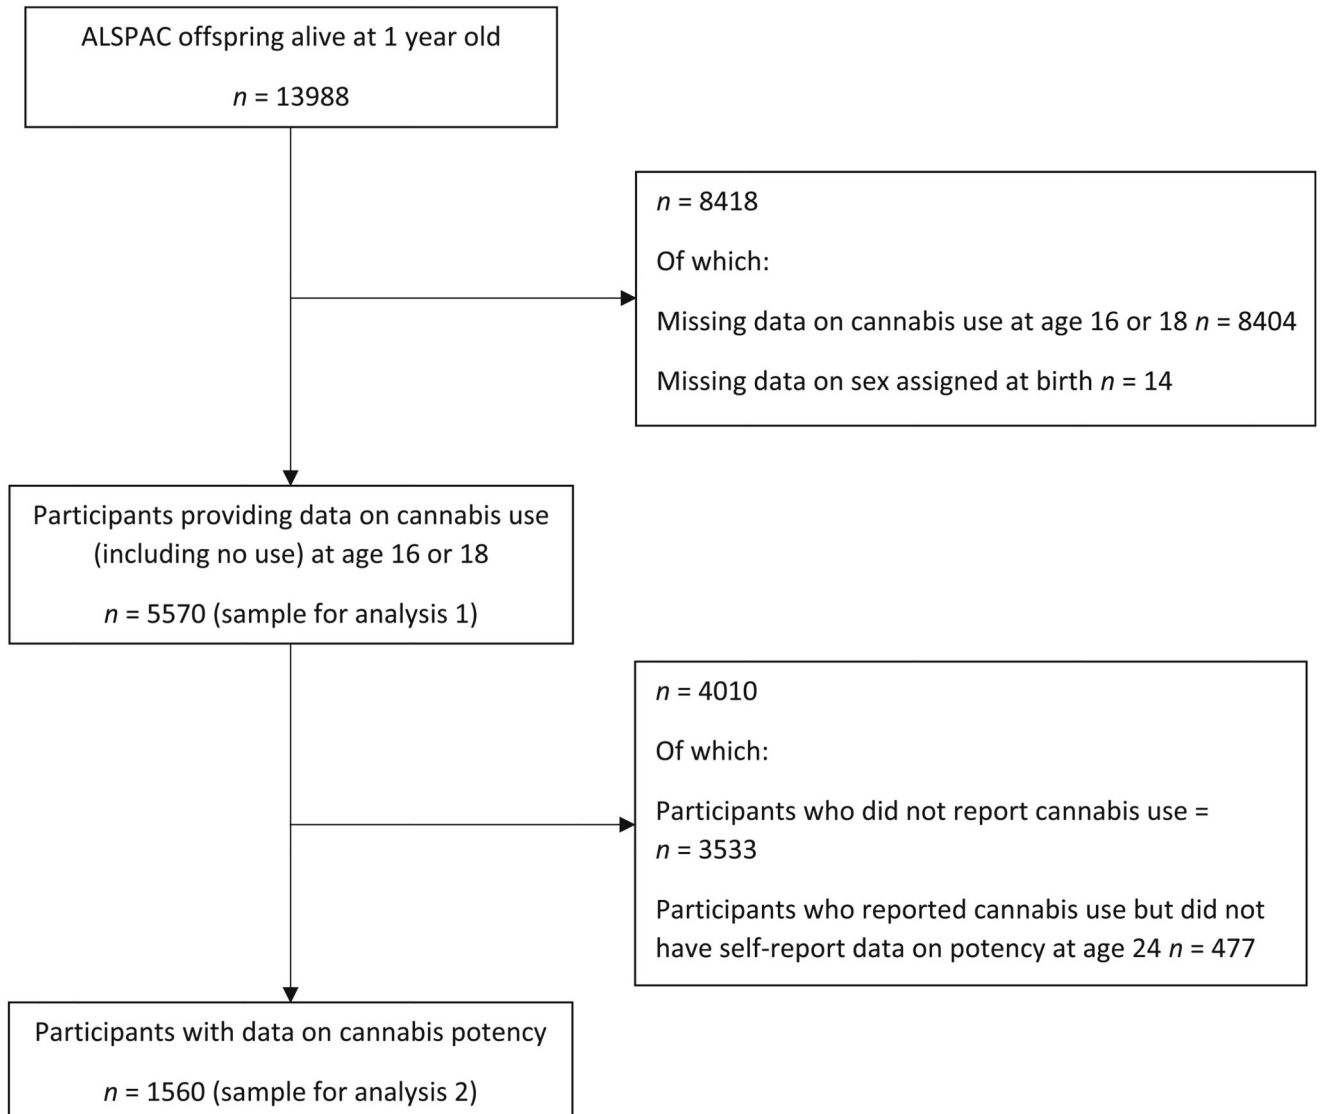 ALSPAC offspring alive at 1 year old
n = 13988
n = 8418
Of which:
Missing data on cannabis use at age 16 or 18 n = 8404
Missing data on sex assigned at birth n = 14
Participants providing data on cannabis use
(including no use) at age 16 or 18
n = 5570 (sample for analysis 1)
n = 4010
Of which:
Participants who did not report cannabis use =
n = 3533
Participants who reported cannabis use but did not
have self-report data on potency at age 24 n = 477
Participants with data on cannabis potency
n = 1560 (sample for analysis 2)